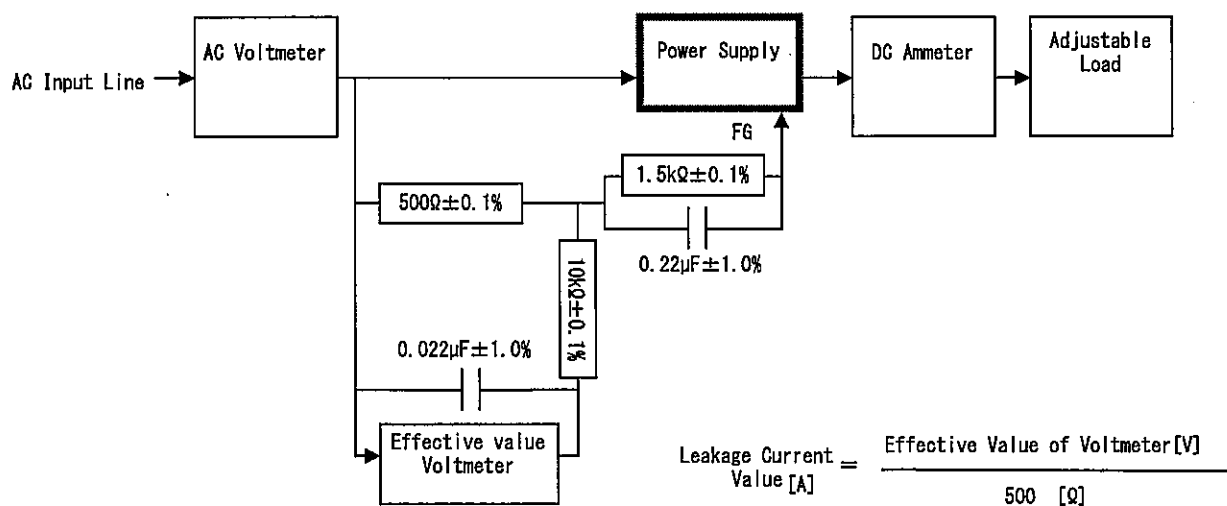 AC Input Line
AC Voltmeter
Power Supply
DC Ammeter
Adjustable
Load
FG
1.5kΩ±0.1%
500Ω±0.1%
0.22μF±1.0%
10kΩ±0.1%
0.022μF±1.0%
Effective value
Voltmeter
Leakage Current
Value[A]
=
Effective Value of Voltmeter[V]
500 [Ω]